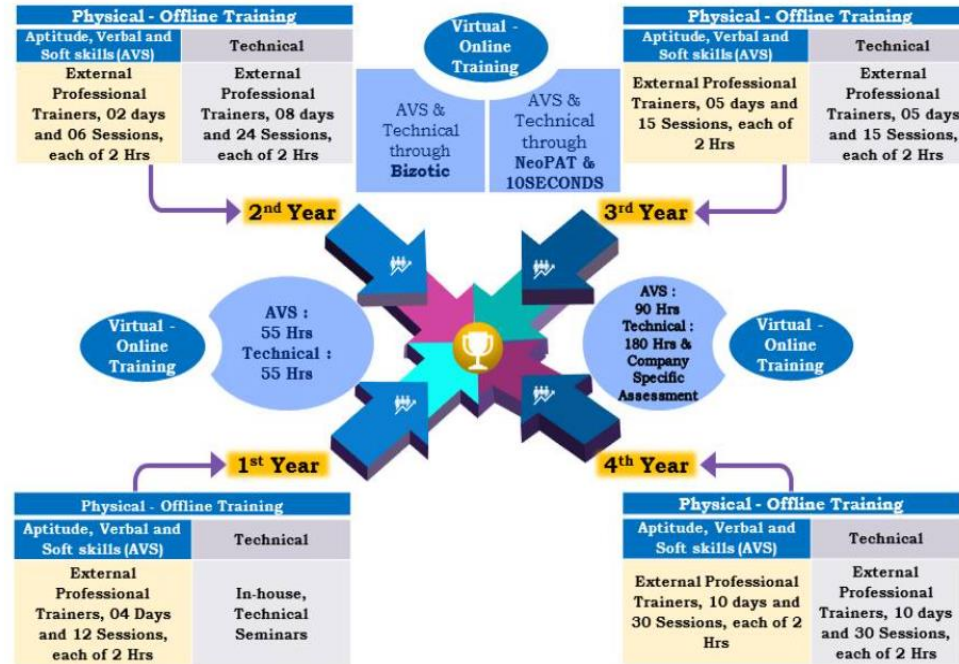 Physical - Offline Training
Aptitude, Verbal and
Soft skills (AVS)
Technical
External
Professional
Trainers, 02 days
and 06 Sessions,
each of 2 Hrs
External
Professional
Trainers, 08 days
and 24 Sessions,
each of 2 Hrs
Virtual -
Online
Training
AVS &
Technical
through
Bizotic
AVS &
Technical
through
NeoPAT &
10SECONDS
Physical - Offline Training
Aptitude, Verbal and
Soft skills (AVS)
Technical
External Professional
Trainers, 05 days and
15 Sessions, each of
2 Hrs
External
Professional
Trainers, 05 days
and 15 Sessions,
each of 2 Hrs
2nd Year
3rd Year
Virtual -
Online
Training
AVS :
55 Hrs
Technical :
55 Hrs
AVS :
90 Hrs
Technical :
180 Hrs &
Company
Specific
Assessment
Virtual -
Online
Training
1st Year
4th Year
Physical - Offline Training
Aptitude, Verbal and
Soft skills (AVS)
Technical
External
Professional
Trainers, 04 Days
and 12 Sessions,
each of 2 Hrs
In-house,
Technical
Seminars
Physical - Offline Training
Aptitude, Verbal and
Soft skills (AVS)
Technical
External Professional
Trainers, 10 days and
30 Sessions, each of 2
Hrs
External
Professional
Trainers, 10 days
and 30 Sessions,
each of 2 Hrs